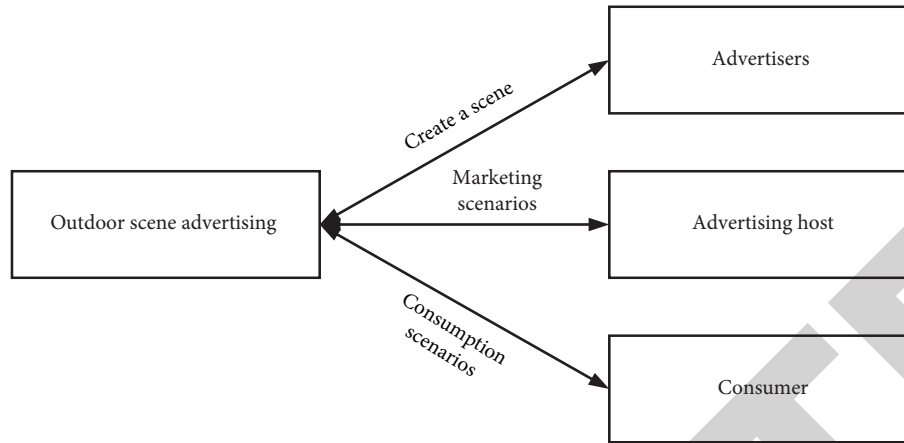 Advertisers
Create a scene
Marketing
scenarios
Outdoor scene advertising
Advertising host
Consumption
scenarios
Consumer